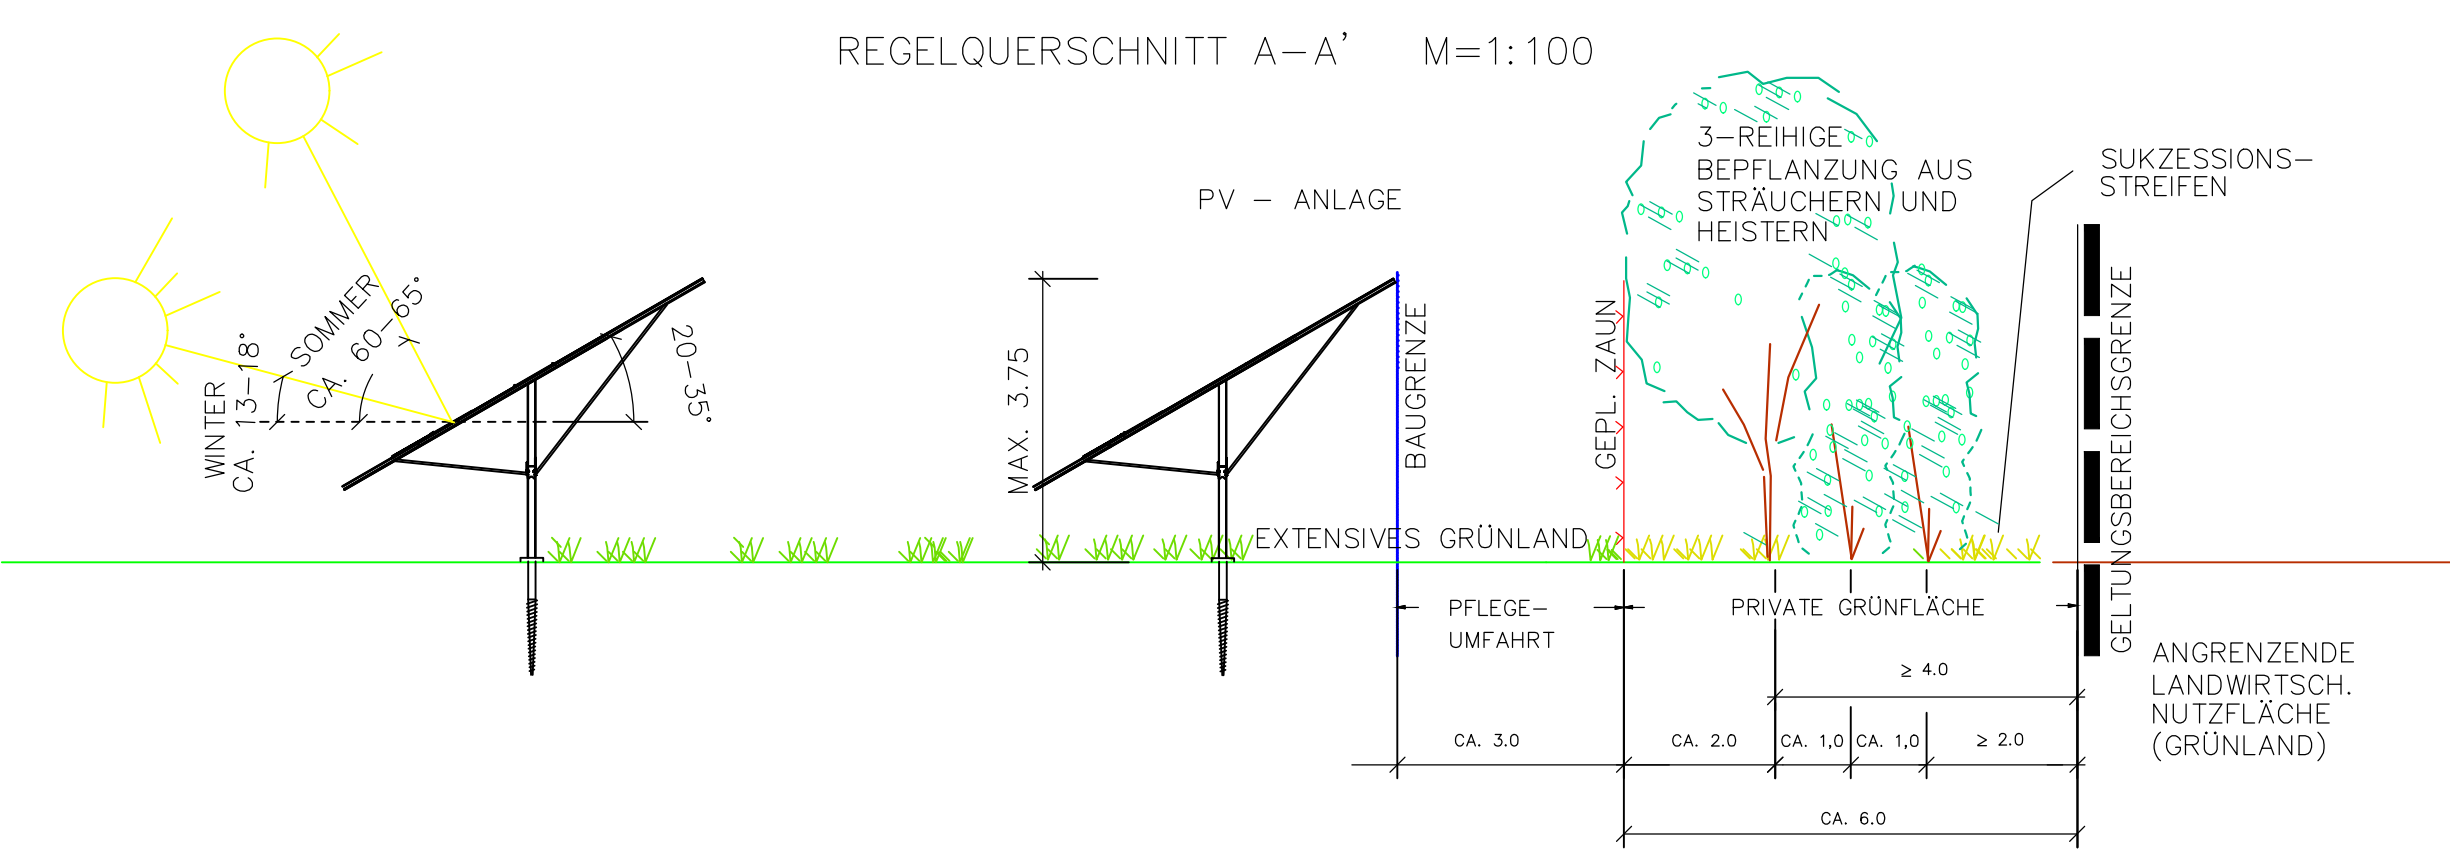 REGELQUERSCHNITT A-A' M=1:100
3-REIHIGE
BEPFLANZUNG AUS
STRÄUCHERN UND
HEISTERN
SUKZESSIONS-
STREIFEN
PV - ANLAGE
SOMMER
CA. 60-65°
WINTER
CA. 13-18°
20-35°
MAX. 3.75
BAUGRENZE
GEPL. ZAUN
GELTUNGSBEREICHSGRENZE
EXTENSIVES GRÜNLAND
PFLEGE-
UMFAHRT
PRIVATE GRÜNFLÄCHE
ANGRENZENDE
LANDWIRTSCH.
NUTZFLÄCHE
(GRÜNLAND)
≥ 4.0
CA. 3.0
CA. 2.0
CA. 1,0
CA. 1,0
≥ 2.0
CA. 6.0